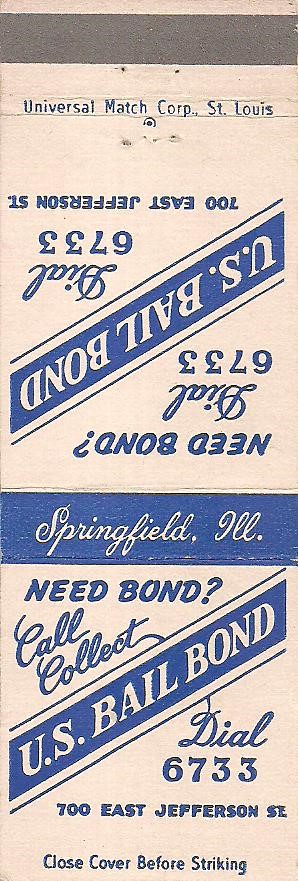 Universal Match Corp., St. Louis
NEED BOND?
Dial
6733
U.S. BAIL BOND
Dial
6733
700 EAST JEFFERSON ST.
Springfield, Ill.
NEED BOND?
Call
Collect
U.S. BAIL BOND
Dial
6733
700 EAST JEFFERSON ST.
Close Cover Before Striking